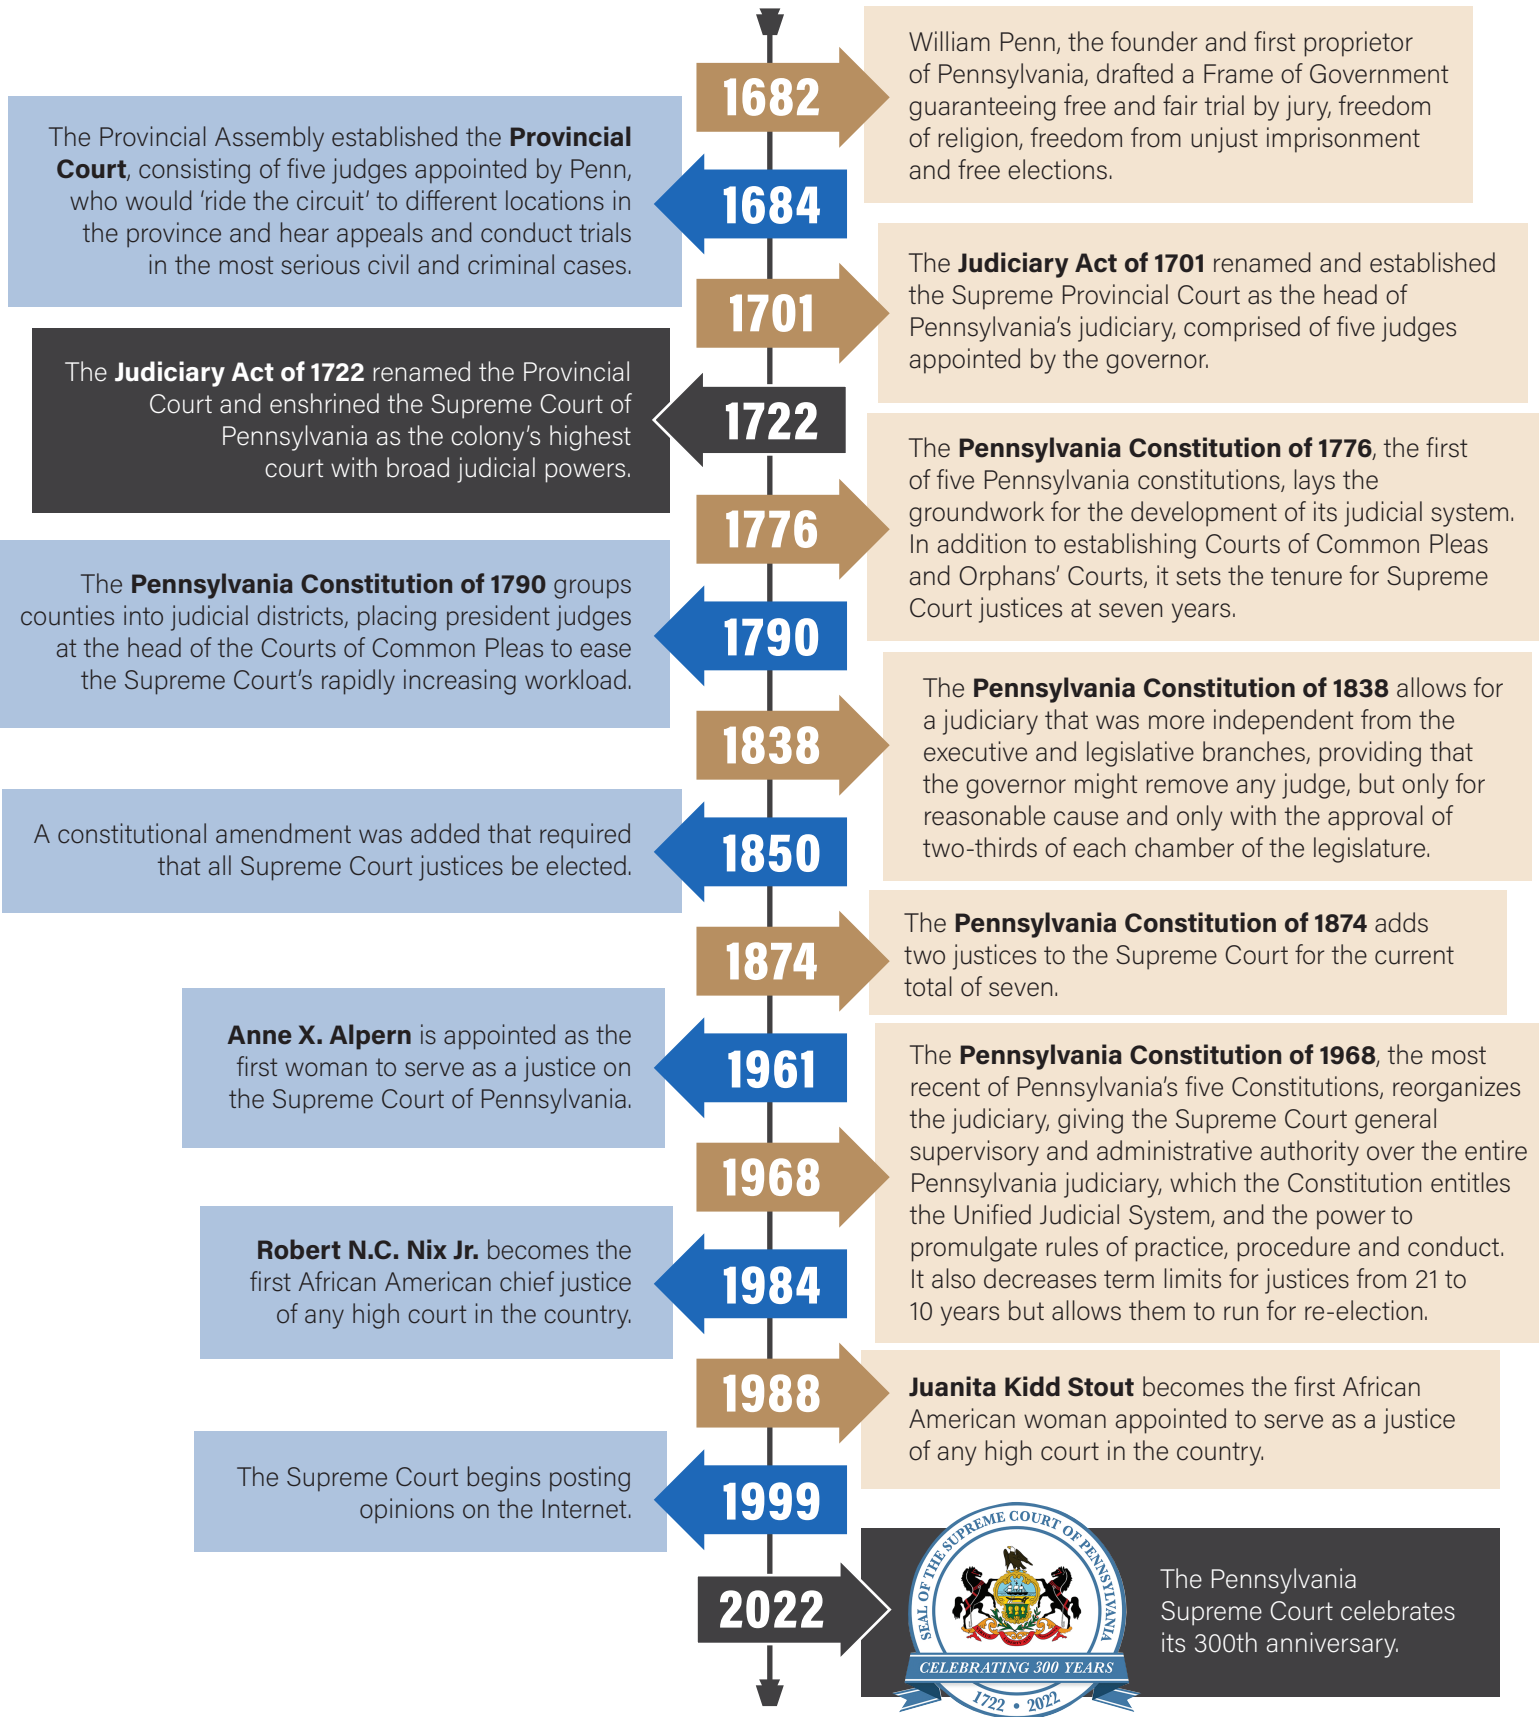 1682
William Penn, the founder and first proprietor
of Pennsylvania, drafted a Frame of Government
guaranteeing free and fair trial by jury, freedom
of religion, freedom from unjust imprisonment
and free elections.
1684
The Provincial Assembly established the Provincial
Court, consisting of five judges appointed by Penn,
who would ‘ride the circuit’ to different locations in
the province and hear appeals and conduct trials
in the most serious civil and criminal cases.
1701
The Judiciary Act of 1701 renamed and established
the Supreme Provincial Court as the head of
Pennsylvania’s judiciary, comprised of five judges
appointed by the governor.
1722
The Judiciary Act of 1722 renamed the Provincial
Court and enshrined the Supreme Court of
Pennsylvania as the colony’s highest
court with broad judicial powers.
1776
The Pennsylvania Constitution of 1776, the first
of five Pennsylvania constitutions, lays the
groundwork for the development of its judicial system.
In addition to establishing Courts of Common Pleas
and Orphans’ Courts, it sets the tenure for Supreme
Court justices at seven years.
1790
The Pennsylvania Constitution of 1790 groups
counties into judicial districts, placing president judges
at the head of the Courts of Common Pleas to ease
the Supreme Court’s rapidly increasing workload.
1838
The Pennsylvania Constitution of 1838 allows for
a judiciary that was more independent from the
executive and legislative branches, providing that
the governor might remove any judge, but only for
reasonable cause and only with the approval of
two-thirds of each chamber of the legislature.
1850
A constitutional amendment was added that required
that all Supreme Court justices be elected.
1874
The Pennsylvania Constitution of 1874 adds
two justices to the Supreme Court for the current
total of seven.
1961
Anne X. Alpern is appointed as the
first woman to serve as a justice on
the Supreme Court of Pennsylvania.
1968
The Pennsylvania Constitution of 1968, the most
recent of Pennsylvania’s five Constitutions, reorganizes
the judiciary, giving the Supreme Court general
supervisory and administrative authority over the entire
Pennsylvania judiciary, which the Constitution entitles
the Unified Judicial System, and the power to
promulgate rules of practice, procedure and conduct.
It also decreases term limits for justices from 21 to
10 years but allows them to run for re-election.
1984
Robert N.C. Nix Jr. becomes the
first African American chief justice
of any high court in the country.
1988
Juanita Kidd Stout becomes the first African
American woman appointed to serve as a justice
of any high court in the country.
1999
The Supreme Court begins posting
opinions on the Internet.
2022
SEAL OF THE SUPREME COURT OF PENNSYLVANIA
CELEBRATING 300 YEARS
1722 • 2022
The Pennsylvania
Supreme Court celebrates
its 300th anniversary.